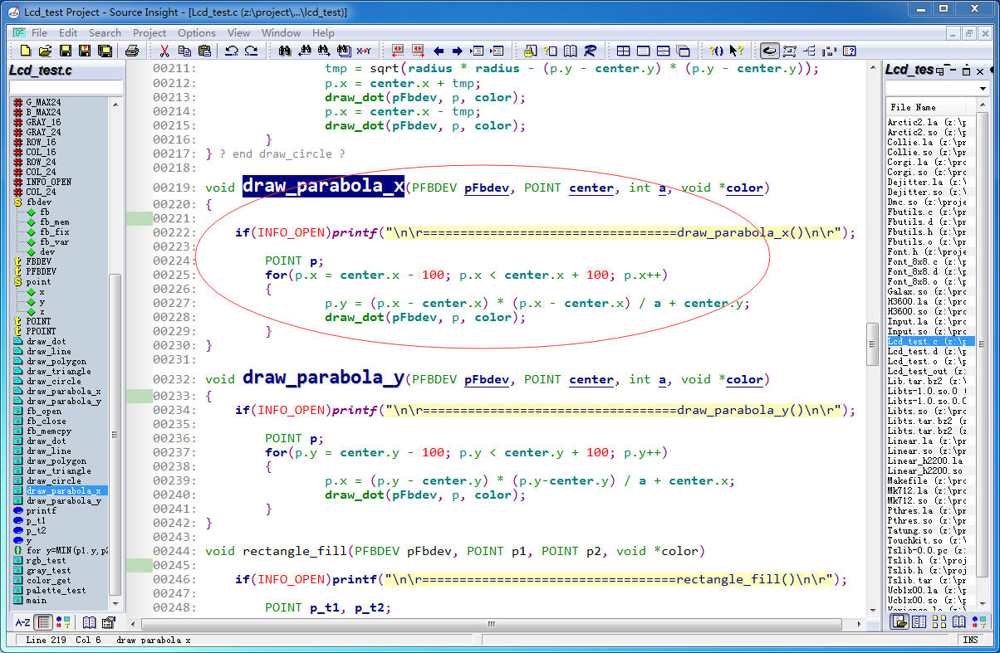 Lcd_test Project - Source Insight - [Lcd_test.c (z:\project\...\lcd_test)]
File Edit Search Project Options View Window Help
Lcd_test.c
G_MAX24
B_MAX24
GRAY_16
GRAY_24
ROW_16
COL_16
ROW_24
COL_24
INFO_OPEN
COL_24
fbdev
fb
fb_mem
fb_fix
fb_var
dev
FBDEV
PFBDEV
point
x
y
z
POINT
PPOINT
draw_dot
draw_line
draw_polygon
draw_triangle
draw_circle
draw_parabola_x
draw_parabola_y
fb_open
fb_close
fb_memcpy
draw_dot
draw_line
draw_polygon
draw_triangle
draw_circle
draw_parabola_x
draw_parabola_y
printf
p_t1
p_t2
y
for y=MIN(p1.y,p2
rgb_test
gray_test
color_get
palette_test
main
A-Z
00211: tmp = sqrt(radius * radius - (p.y - center.y) * (p.y - center.y));
00212: p.x = center.x + tmp;
00213: draw_dot(pFbdev, p, color);
00214: p.x = center.x - tmp;
00215: draw_dot(pFbdev, p, color);
00216: }
00217: } ? end draw_circle ?
00218:
00219: void draw_parabola_x(PFBDEV pFbdev, POINT center, int a, void *color)
00220: {
00221:
00222: if(INFO_OPEN)printf("\n\r==================================draw_parabola_x()\n\r");
00223:
00224: POINT p;
00225: for(p.x = center.x - 100; p.x < center.x + 100; p.x++)
00226: {
00227: p.y = (p.x - center.x) * (p.x - center.x) / a + center.y;
00228: draw_dot(pFbdev, p, color);
00229: }
00230: }
00231:
00232: void draw_parabola_y(PFBDEV pFbdev, POINT center, int a, void *color)
00233: {
00234: if(INFO_OPEN)printf("\n\r==================================draw_parabola_y()\n\r");
00235:
00236: POINT p;
00237: for(p.y = center.y - 100; p.y < center.y + 100; p.y++)
00238: {
00239: p.x = (p.y - center.y) * (p.y-center.y) / a + center.x;
00240: draw_dot(pFbdev, p, color);
00241: }
00242: }
00243:
00244: void rectangle_fill(PFBDEV pFbdev, POINT p1, POINT p2, void *color)
00245:
00246: if(INFO_OPEN)printf("\n\r==================================rectangle_fill()\n\r");
00247:
00248: POINT p_t1, p_t2;
Lcd_tes
File Name
Arctic2.la (z:\p
Arctic2.so (z:\p
Collie.la (z:\pr
Collie.so (z:\pr
Corgi.la (z:\pro
Corgi.so (z:\pro
Dejitter.la (z:\
Dejitter.so (z:\
Dmc.so (z:\proje
Fbutils.c (z:\pr
Fbutils.d (z:\pr
Fbutils.h (z:\pr
Fbutils.o (z:\pr
Font.h (z:\proje
Font_8x8.c (z:\p
Font_8x8.d (z:\p
Font_8x8.o (z:\p
Galax.so (z:\pro
H3600.la (z:\pro
H3600.so (z:\pro
Input.la (z:\pro
Input.so (z:\pro
Lcd_test.c (z:\p
Lcd_test.d (z:\p
Lcd_test.o (z:\p
Lcd_test_out (z:
Lib.tar.bz2 (z:\
Libts-1.0.so.0 (
Libts-1.0.so.0.0
Libts.so (z:\pro
Libts.tar.bz2 (z
Libts.tar.bz2 (z
Linear.la (z:\pr
Linear.so (z:\pr
Linear_h2200.la
Linear_h2200.so
Makefile (z:\pro
Mk712.la (z:\pro
Mk712.so (z:\pro
Pthres.la (z:\pr
Pthres.so (z:\pr
Tatung.so (z:\pr
Touchkit.so (z:\
Tslib-0.0.pc (z:
Tslib.h (z:\proj
Tslib.h (z:\proj
Tslib.tar (z:\pr
Ucb1x00.la (z:\p
Ucb1x00.so (z:\p
Line 219 Col 6 draw_parabola_x
INS